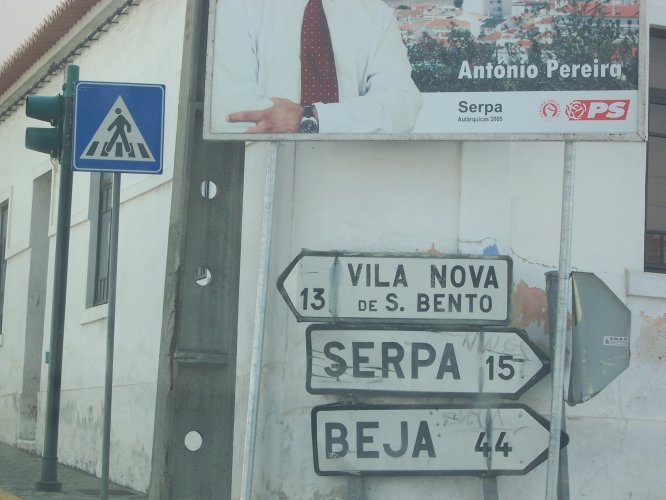 António Pereira
Serpa
Autárquicas 2005
PS
VILA NOVA
13 DE S. BENTO
SERPA 15
BEJA 44